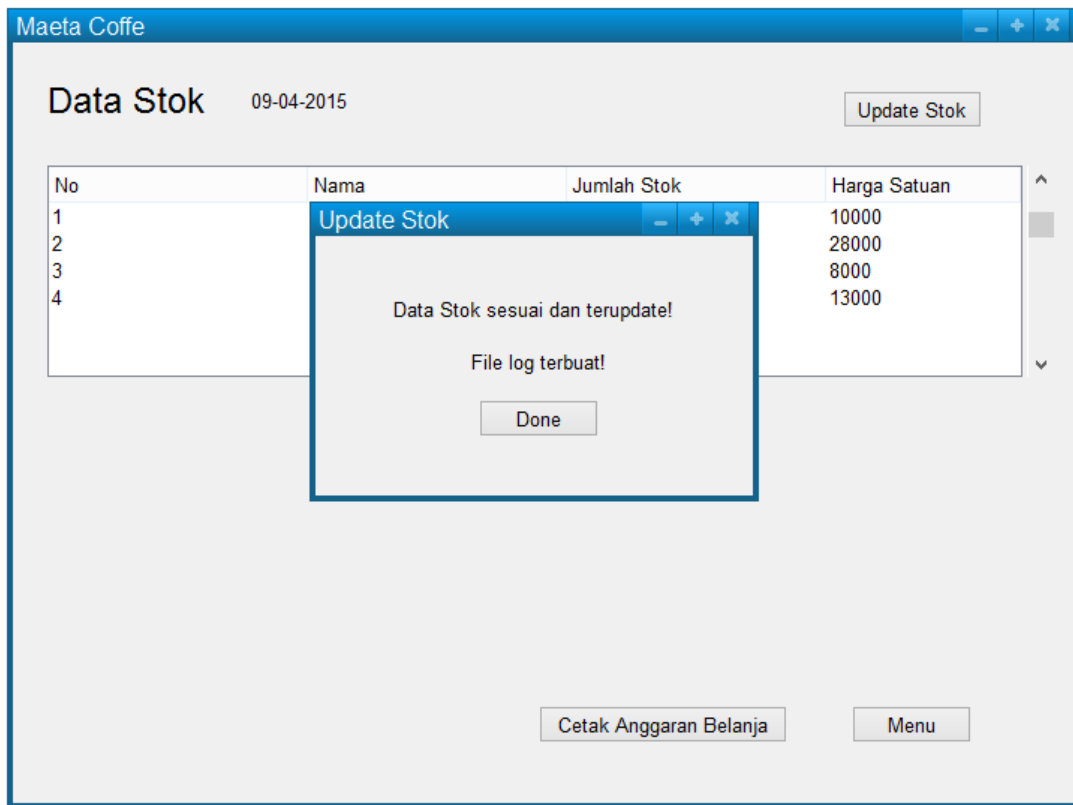 Maeta Coffe
Data Stok 09-04-2015
Update Stok
No Nama Jumlah Stok Harga Satuan
1 10000
2 28000
3 8000
4 13000
Update Stok
Data Stok sesuai dan terupdate!
File log terbuat!
Done
Cetak Anggaran Belanja Menu